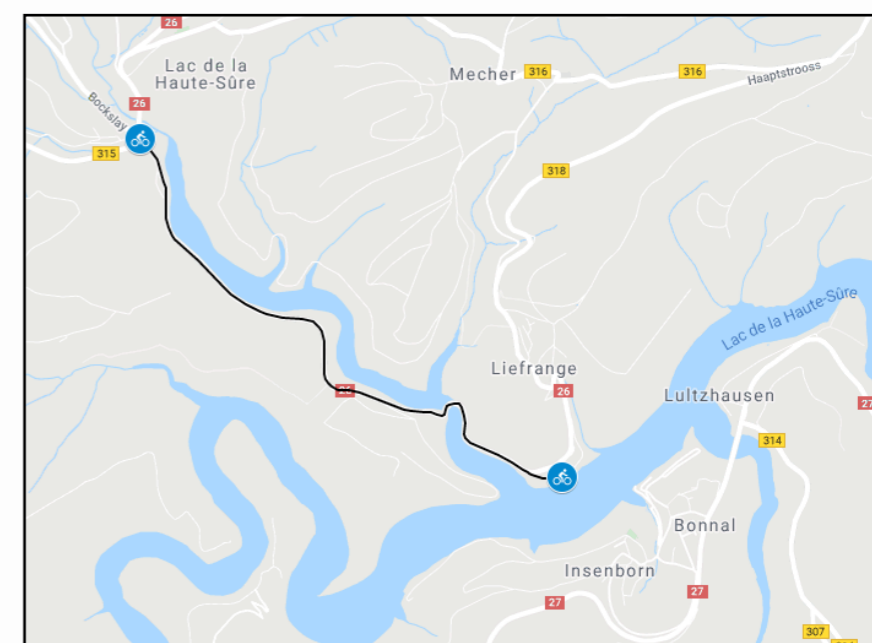 26
Lac de la
Haute-Sûre
Mecher
316
316
Haaptstrooss
26
Bockslay
315
318
Lac de la Haute-Sûre
Liefrange
26
26
Lultzhausen
27
314
Bonnal
Insenborn
27
27
307